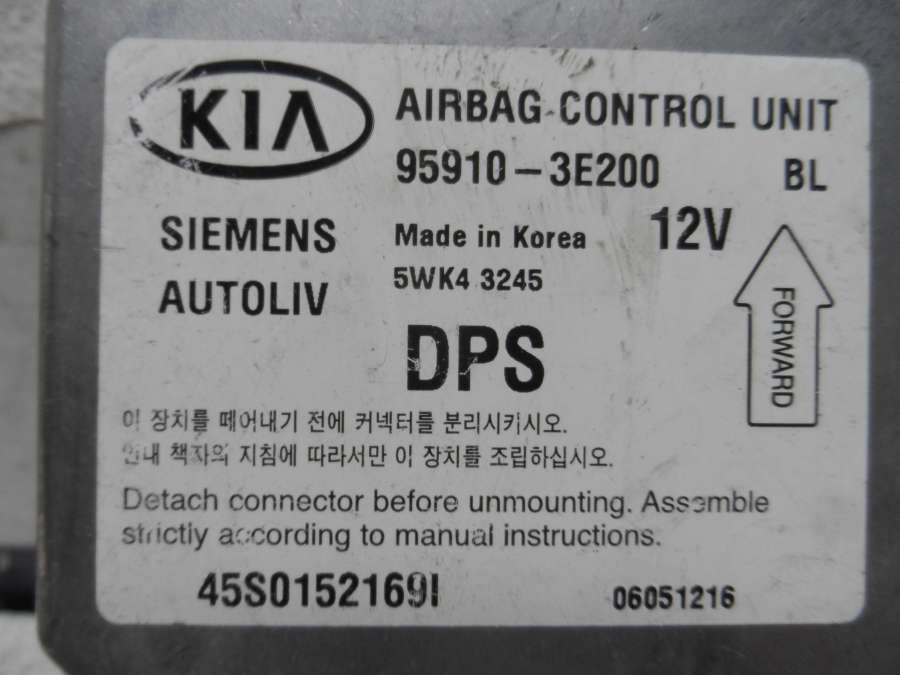 KIA
AIRBAG CONTROL UNIT
95910-3E200 BL
SIEMENS
AUTOLIV
Made in Korea
12V
5WK4 3245
DPS
FORWARD
이 장치를 떼어내기 전에 커넥터를 분리시키시오.
안내 책자의 지침에 따라서만 이 장치를 조립하십시오.
Detach connector before unmounting. Assemble
strictly according to manual instructions.
45S0152169I
06051216